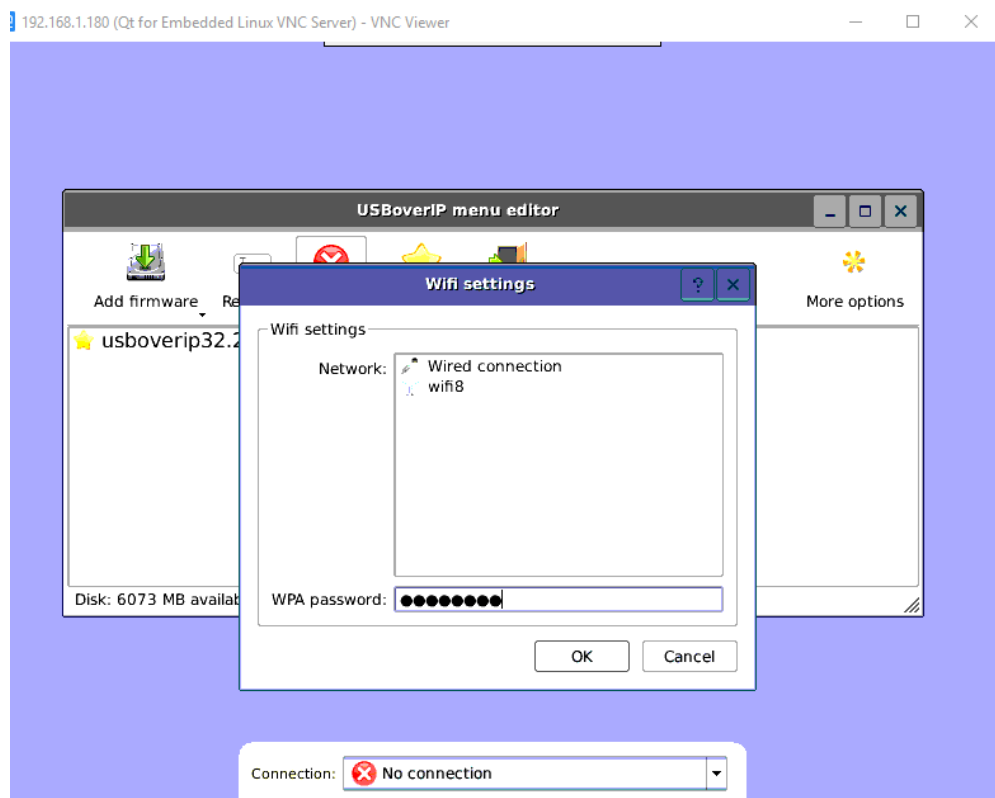 192.168.1.180 (Qt for Embedded Linux VNC Server) - VNC Viewer
USBoverIP menu editor
Add firmware
Re
More options
usboverip32.2
Disk: 6073 MB availab
Wifi settings
Wifi settings
Network:
Wired connection
wifi8
WPA password: ●●●●●●●●
OK
Cancel
Connection: No connection